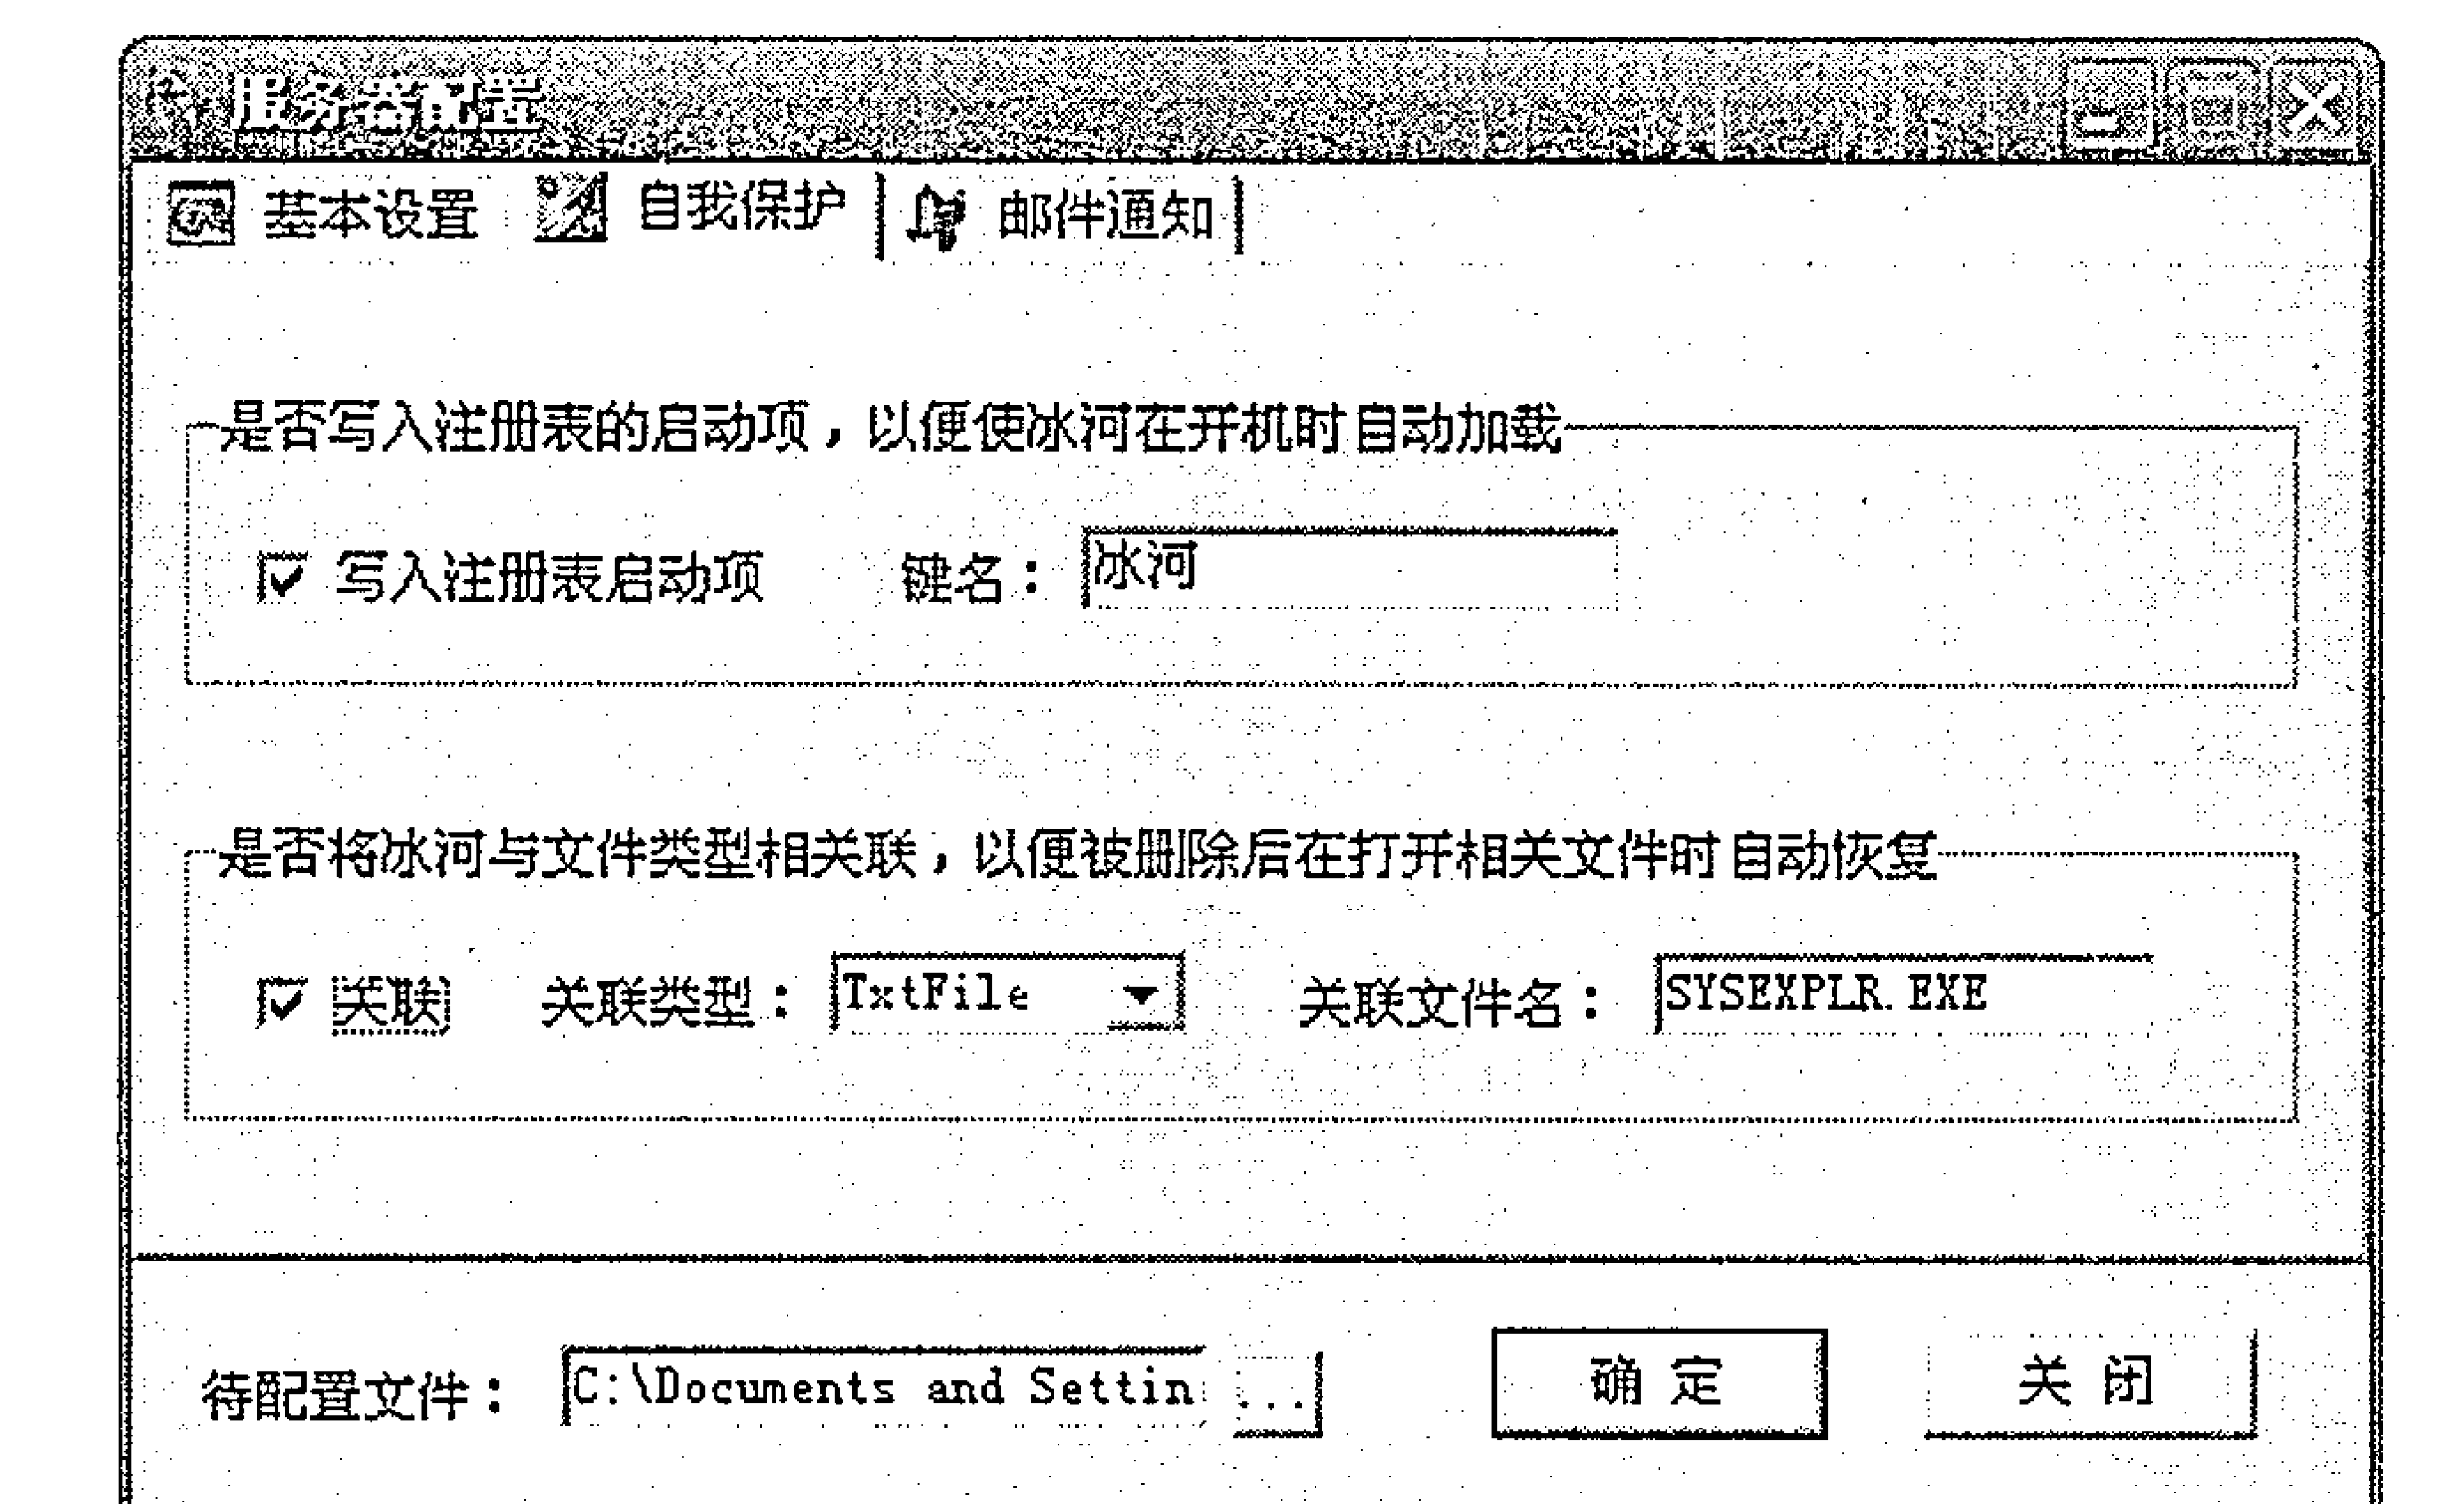 服务器配置
基本设置 自我保护 邮件通知
是否写入注册表的启动项，以便使冰河在开机时自动加载
写入注册表启动项 键名： 冰河
是否将冰河与文件类型相关联，以便被删除后在打开相关文件时自动恢复
关联 关联类型： TxtFile 关联文件名： SYSEXPLR.EXE
待配置文件： C:\Documents and Settin ... 确定 关闭